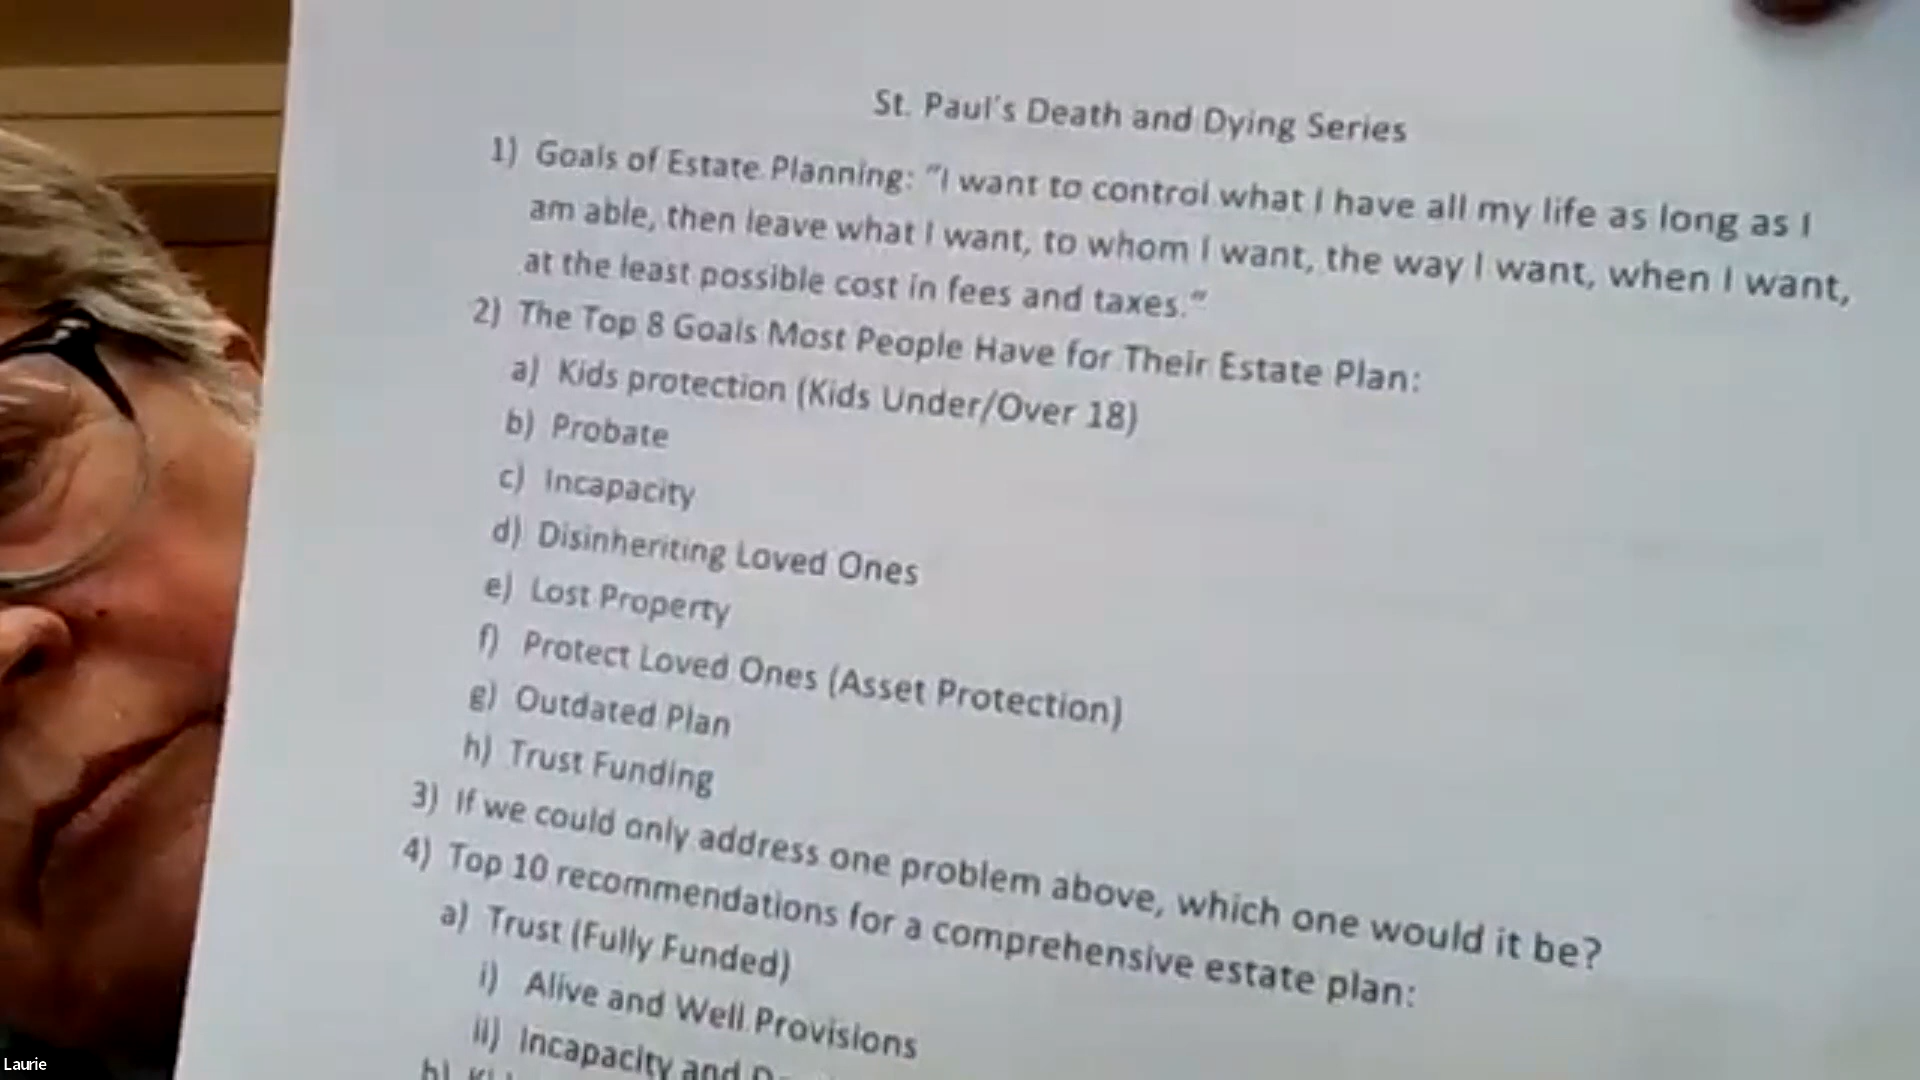 St. Paul's Death and Dying Series
1) Goals of Estate Planning: "I want to control what I have all my life as long as I
am able, then leave what I want, to whom I want, the way I want, when I want,
at the least possible cost in fees and taxes."
2) The Top 8 Goals Most People Have for Their Estate Plan:
a) Kids protection (Kids Under/Over 18)
b) Probate
c) Incapacity
d) Disinheriting Loved Ones
e) Lost Property
f) Protect Loved Ones (Asset Protection)
g) Outdated Plan
h) Trust Funding
3) If we could only address one problem above, which one would it be?
4) Top 10 recommendations for a comprehensive estate plan:
a) Trust (Fully Funded)
i) Alive and Well Provisions
ii) Incapacity and
b)
Laurie